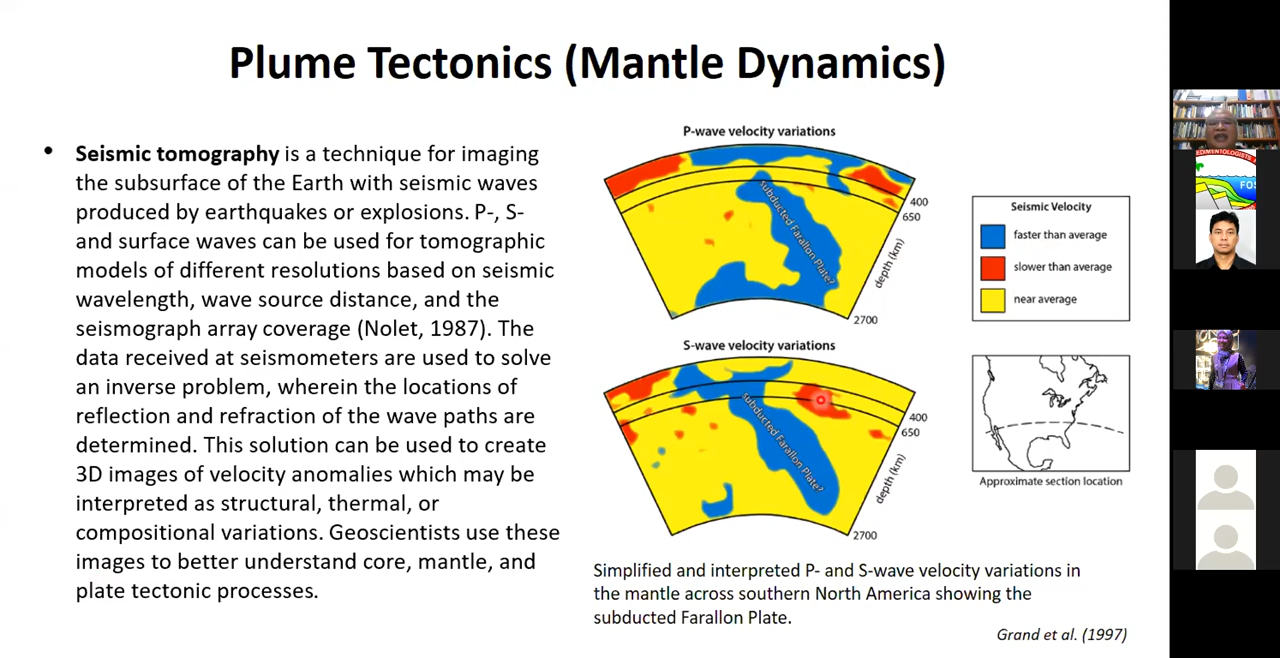 Plume Tectonics (Mantle Dynamics)
• Seismic tomography is a technique for imaging
the subsurface of the Earth with seismic waves
produced by earthquakes or explosions. P-, S-
and surface waves can be used for tomographic
models of different resolutions based on seismic
wavelength, wave source distance, and the
seismograph array coverage (Nolet, 1987). The
data received at seismometers are used to solve
an inverse problem, wherein the locations of
reflection and refraction of the wave paths are
determined. This solution can be used to create
3D images of velocity anomalies which may be
interpreted as structural, thermal, or
compositional variations. Geoscientists use these
images to better understand core, mantle, and
plate tectonic processes.
P-wave velocity variations
subducted Farallon Plate?
400
650
depth (km)
2700
S-wave velocity variations
subducted Farallon Plate?
400
650
depth (km)
2700
Seismic Velocity
faster than average
slower than average
near average
Approximate section location
Simplified and interpreted P- and S-wave velocity variations in
the mantle across southern North America showing the
subducted Farallon Plate.
Grand et al. (1997)
EDIMENTOLOGISTS
FOS